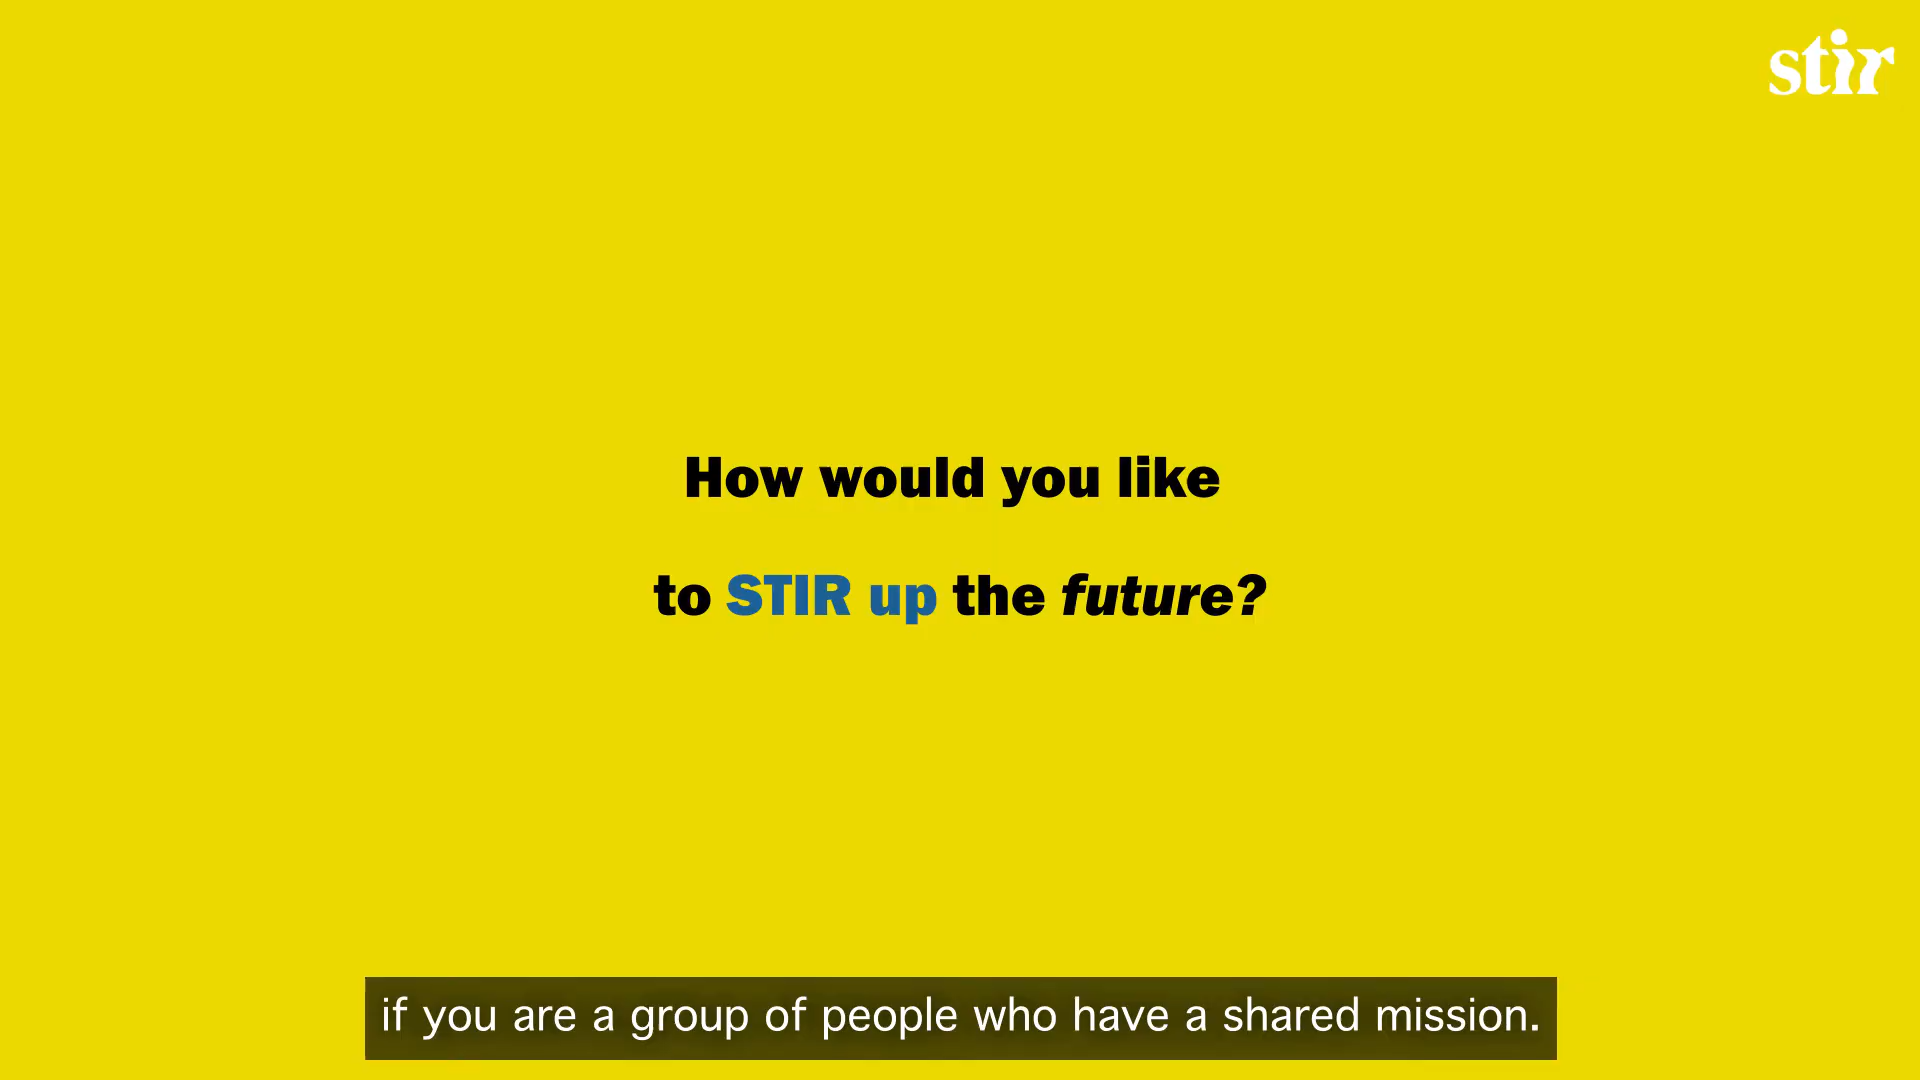 stir
How would you like
to STIR up the future?
if you are a group of people who have a shared mission.